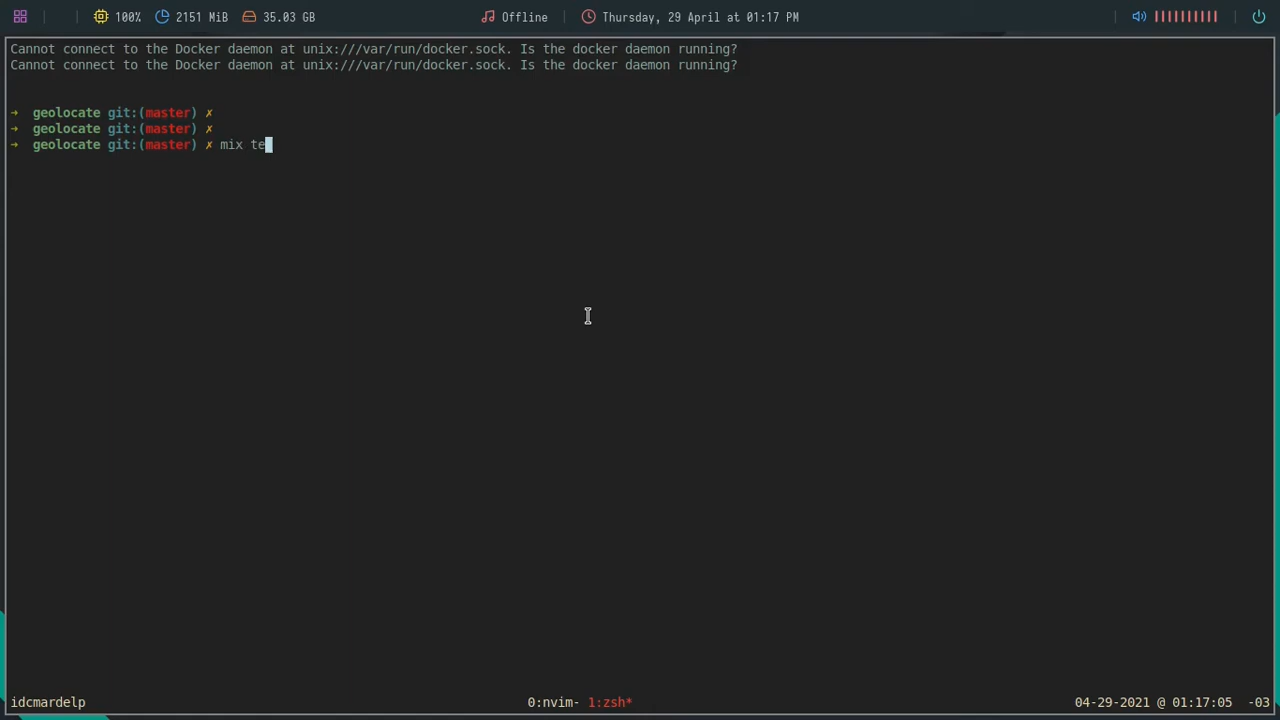 100% 2151 MiB 35.03 GB Offline Thursday, 29 April at 01:17 PM
Cannot connect to the Docker daemon at unix:///var/run/docker.sock. Is the docker daemon running?
Cannot connect to the Docker daemon at unix:///var/run/docker.sock. Is the docker daemon running?
→ geolocate git:(master) ✗
→ geolocate git:(master) ✗
→ geolocate git:(master) ✗ mix te
idcmardelp 0:nvim- 1:zsh* 04-29-2021 @ 01:17:05 -03